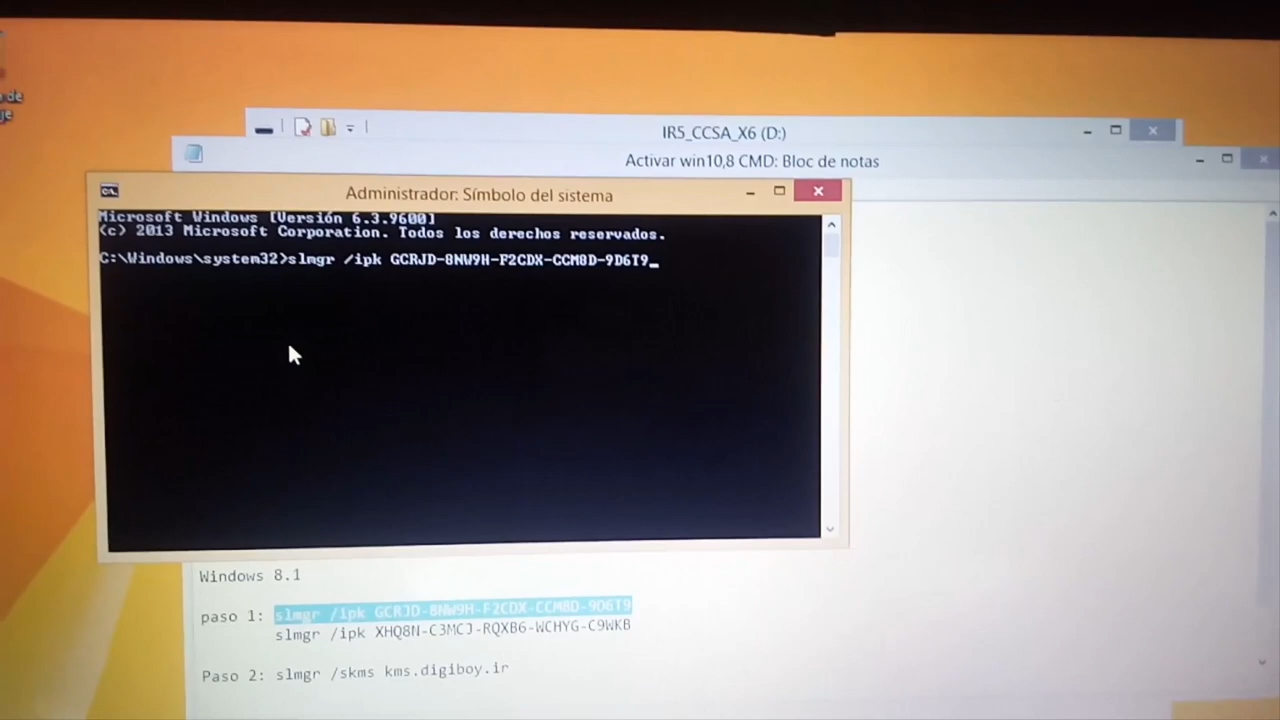 de
je
IR5_CCSA_X6 (D:)
Activar win10,8 CMD: Bloc de notas
Administrador: Símbolo del sistema
Microsoft Windows [Versión 6.3.9600]
(c) 2013 Microsoft Corporation. Todos los derechos reservados.
C:\Windows\system32>slmgr /ipk GCRJD-8NW9H-F2CDX-CCM8D-9D6T9_
Windows 8.1
paso 1: slmgr /ipk GCRJD-8NW9H-F2CDX-CCM8D-9D6T9
slmgr /ipk XHQ8N-C3MCJ-RQXB6-WCHYG-C9WKB
Paso 2: slmgr /skms kms.digiboy.ir